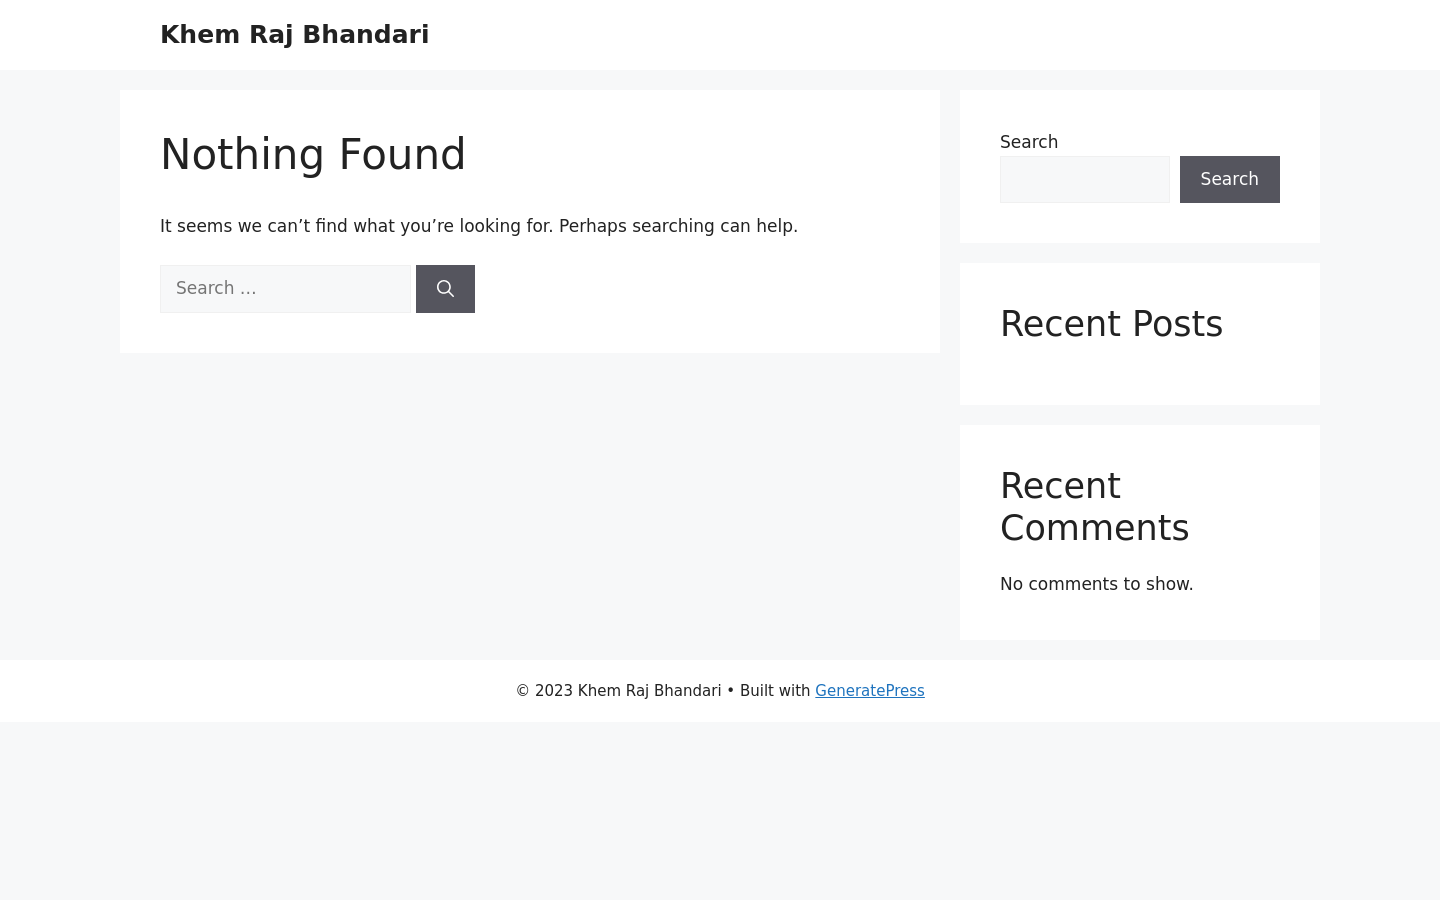 Khem Raj Bhandari
Nothing Found
It seems we can’t find what you’re looking for. Perhaps searching can help.
Search …
Search
Search
Recent Posts
Recent
Comments
No comments to show.
© 2023 Khem Raj Bhandari • Built with GeneratePress